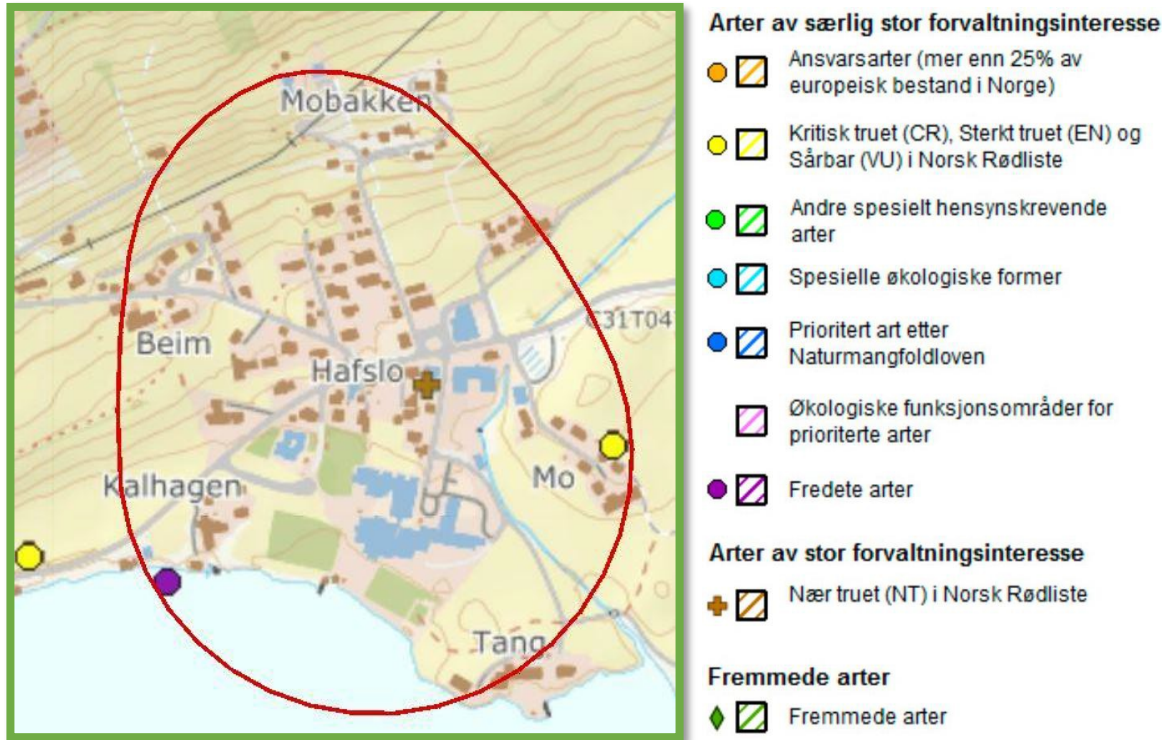 Mobakken
C31T04
Beim
Hafslo
Mo
Kalhagen
Tang
Arter av særlig stor forvaltningsinteresse
Ansvarsarter (mer enn 25% av
europeisk bestand i Norge)
Kritisk truet (CR), Sterkt truet (EN) og
Sårbar (VU) i Norsk Rødliste
Andre spesielt hensynskrevende
arter
Spesielle økologiske former
Prioritert art etter
Naturmangfoldloven
Økologiske funksjonsområder for
prioriterte arter
Fredete arter
Arter av stor forvaltningsinteresse
Nær truet (NT) i Norsk Rødliste
Fremmede arter
Fremmede arter